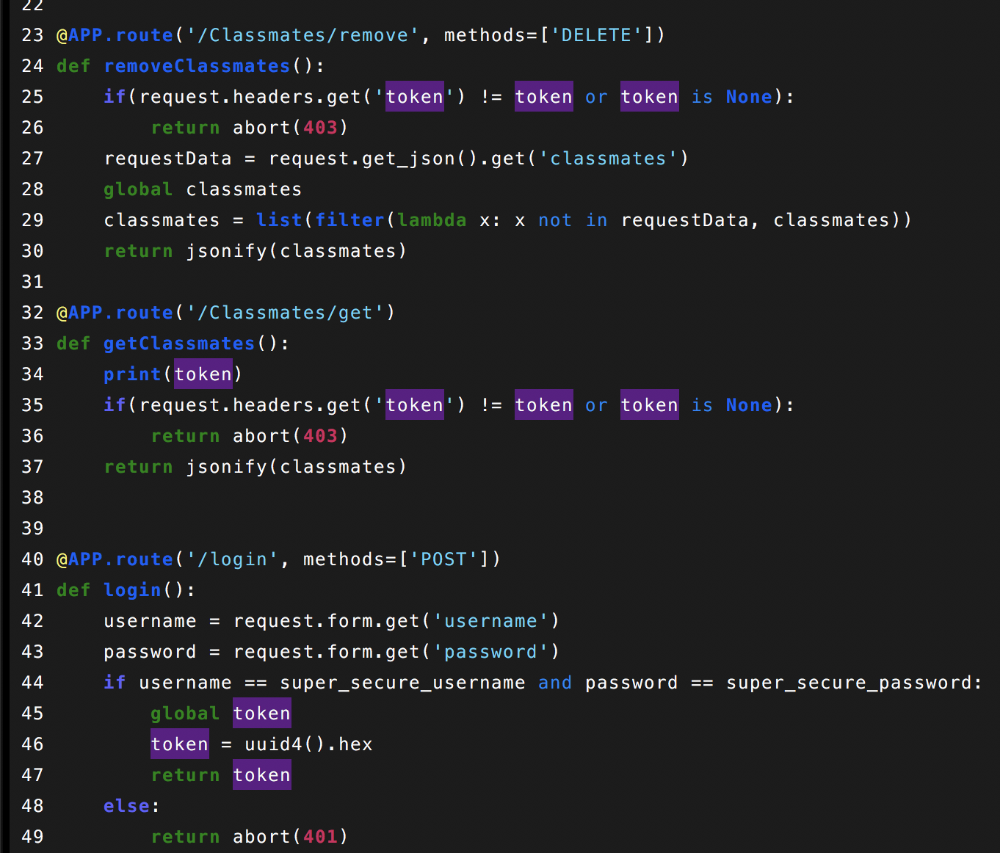 22
23 @APP.route('/Classmates/remove', methods=['DELETE'])
24 def removeClassmates():
25     if(request.headers.get('token') != token or token is None):
26         return abort(403)
27     requestData = request.get_json().get('classmates')
28     global classmates
29     classmates = list(filter(lambda x: x not in requestData, classmates))
30     return jsonify(classmates)
31
32 @APP.route('/Classmates/get')
33 def getClassmates():
34     print(token)
35     if(request.headers.get('token') != token or token is None):
36         return abort(403)
37     return jsonify(classmates)
38
39
40 @APP.route('/login', methods=['POST'])
41 def login():
42     username = request.form.get('username')
43     password = request.form.get('password')
44     if username == super_secure_username and password == super_secure_password:
45         global token
46         token = uuid4().hex
47         return token
48     else:
49         return abort(401)